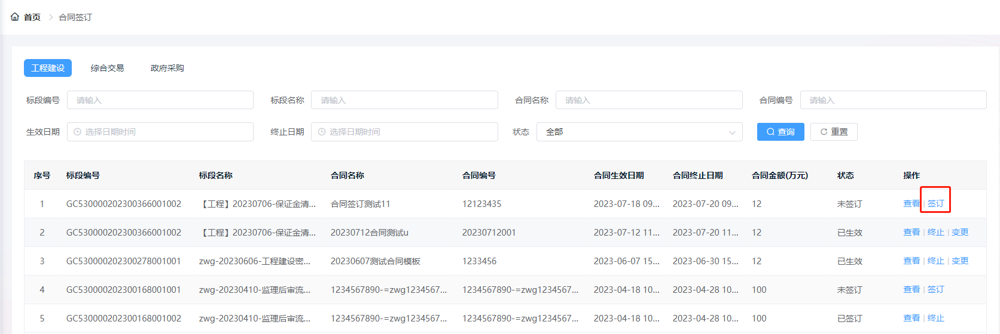 首页 > 合同签订
工程建设 综合交易 政府采购
标段编号 请输入 标段名称 请输入 合同名称 请输入 合同编号 请输入
生效日期 选择日期时间 终止日期 选择日期时间 状态 全部 查询 重置
序号 标段编号 标段名称 合同名称 合同编号 合同生效日期 合同终止日期 合同金额(万元) 状态 操作
1 GC530000202300366001002 【工程】20230706-保证金清... 合同签订测试11 12123435 2023-07-18 09... 2023-07-20 09... 12 未签订 查看 | 签订
2 GC530000202300366001002 【工程】20230706-保证金清... 20230712合同测试u 20230712001 2023-07-12 11... 2023-07-20 11... 12 已生效 查看 | 终止 | 变更
3 GC530000202300278001001 zwg-20230606-工程建设密... 20230607测试合同模板 1233456 2023-06-07 15... 2023-06-30 15... 12 已生效 查看 | 终止 | 变更
4 GC530000202300168001001 zwg-20230410-监理后审流... 1234567890-=zwg1234567... 1234567890-=zwg1234567... 2023-04-18 10... 2023-04-28 10... 100 未签订 查看 | 签订
5 GC530000202300168001002 zwg-20230410-监理后审流... 1234567890-=zwg1234567... 1234567890-=zwg1234567... 2023-04-18 10... 2023-04-28 10... 100 已签订 查看 | 终止